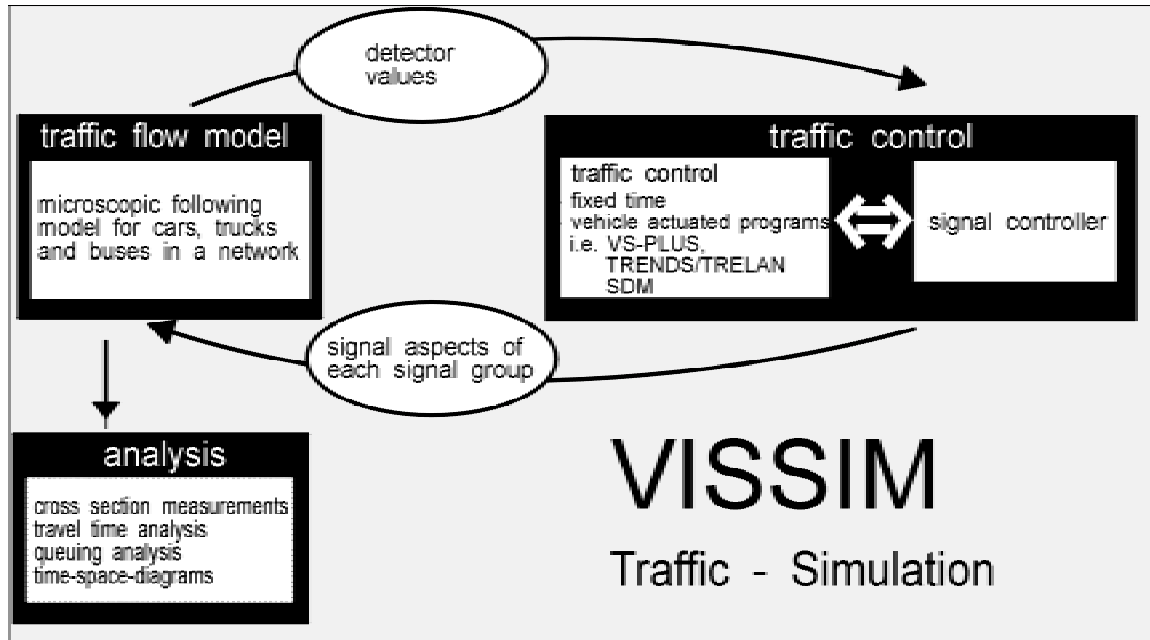 detector
values
traffic flow model
microscopic following
model for cars, trucks
and buses in a network
traffic control
traffic control
fixed time
vehicle actuated programs
i.e. VS-PLUS,
TRENDS/TRELAN
SDM
signal controller
signal aspects of
each signal group
analysis
cross section measurements
travel time analysis
queuing analysis
time-space-diagrams
VISSIM
Traffic - Simulation